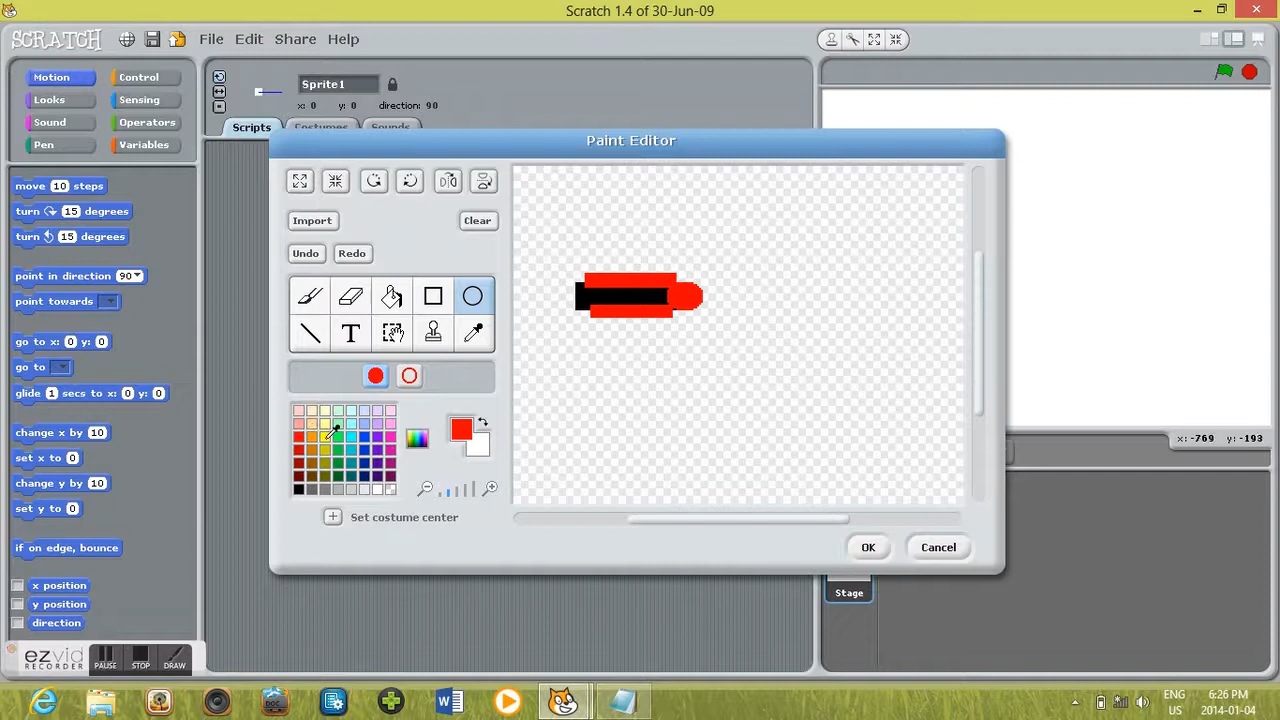 Scratch 1.4 of 30-Jun-09
SCRATCH File Edit Share Help
Motion Control
Looks Sensing
Sound Operators
Pen Variables
Sprite1
x: 0 y: 0 direction: 90
Scripts Costumes Sounds
move 10 steps
turn 15 degrees
turn 15 degrees
point in direction 90
point towards
go to x: 0 y: 0
go to
glide 1 secs to x: 0 y: 0
change x by 10
set x to 0
change y by 10
set y to 0
if on edge, bounce
x position
y position
direction
Paint Editor
Import Clear
Undo Redo
T
Set costume center
OK Cancel
x: -769 y: -193
Stage
ezvid
RECORDER
PAUSE STOP DRAW
DOC
W
ENG
US
6:26 PM
2014-01-04